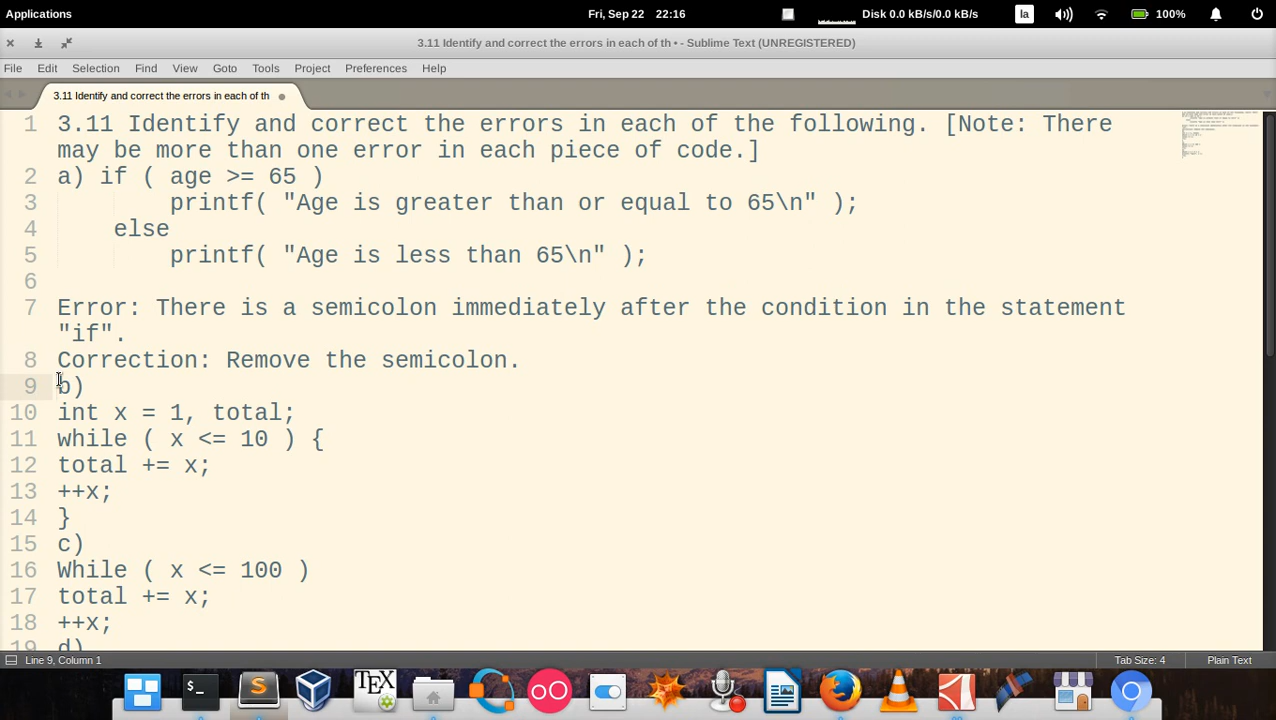 Applications
Fri, Sep 22 22:16
Disk 0.0 kB/s/0.0 kB/s
la
100%
3.11 Identify and correct the errors in each of th • - Sublime Text (UNREGISTERED)
File Edit Selection Find View Goto Tools Project Preferences Help
3.11 Identify and correct the errors in each of th
1 3.11 Identify and correct the errors in each of the following. [Note: There
may be more than one error in each piece of code.]
2 a) if ( age >= 65 )
3 printf( "Age is greater than or equal to 65\n" );
4 else
5 printf( "Age is less than 65\n" );
6
7 Error: There is a semicolon immediately after the condition in the statement
"if".
8 Correction: Remove the semicolon.
9 b)
10 int x = 1, total;
11 while ( x <= 10 ) {
12 total += x;
13 ++x;
14 }
15 c)
16 While ( x <= 100 )
17 total += x;
18 ++x;
19 d)
Line 9, Column 1
Tab Size: 4
Plain Text
TEX